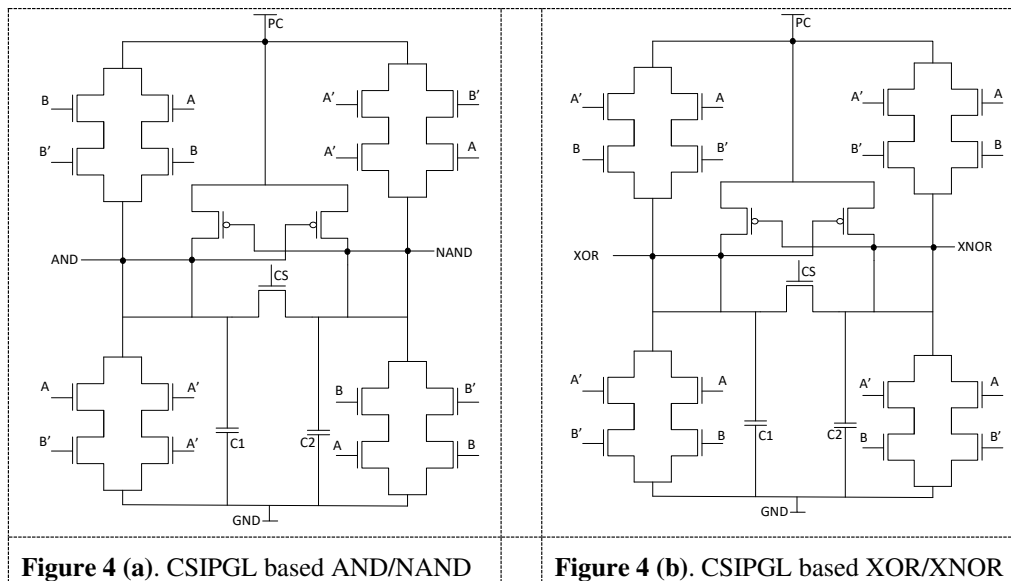 PC
B
A
A’
B’
B’
B
A’
A
AND
NAND
CS
A
A’
B
B’
B’
A’
C1
C2
A
B
GND
Figure 4 (a). CSIPGL based AND/NAND
PC
A’
A
A’
A
B
B’
B’
B
XOR
XNOR
CS
A’
A
A’
A
B’
B
C1
C2
B
B’
GND
Figure 4 (b). CSIPGL based XOR/XNOR